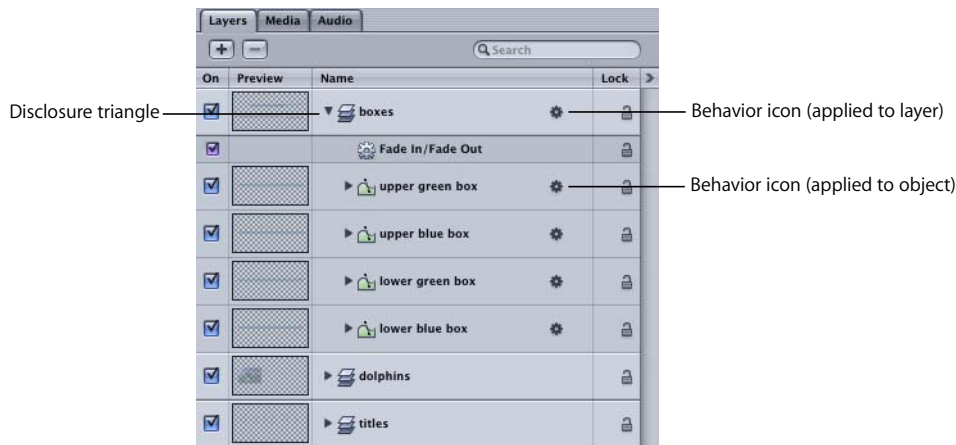 Layers Media Audio
Search
On Preview Name Lock
Disclosure triangle
boxes
Behavior icon (applied to layer)
Fade In/Fade Out
upper green box
Behavior icon (applied to object)
upper blue box
lower green box
lower blue box
dolphins
titles